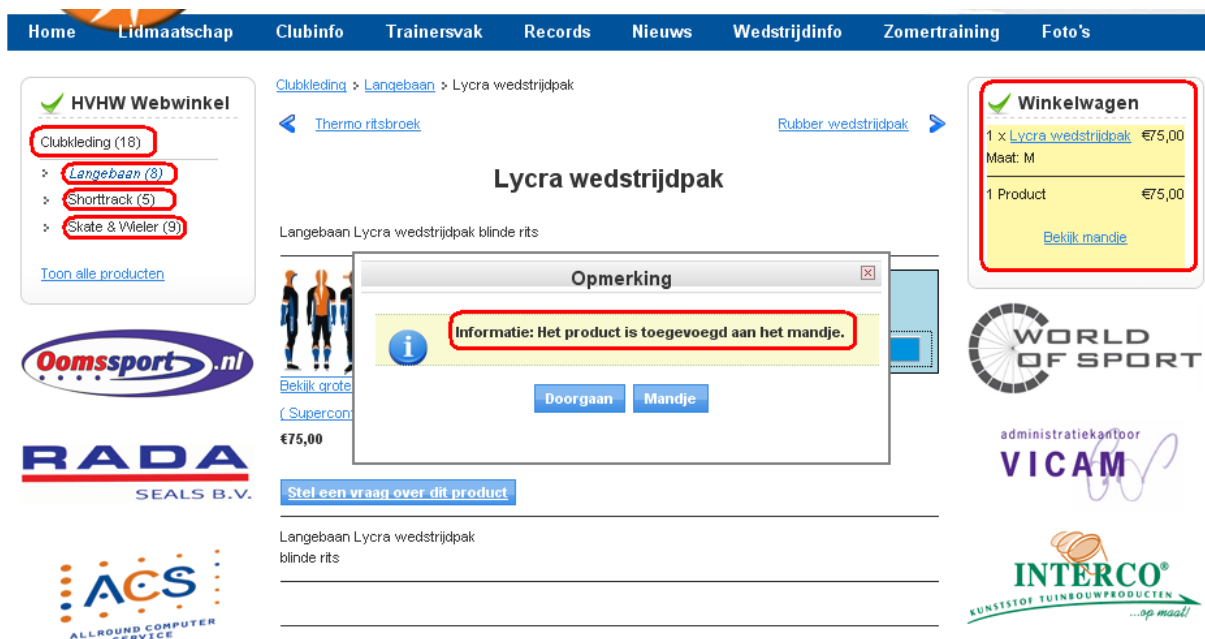 Home Lidmaatschap Clubinfo Trainersvak Records Nieuws Wedstrijdinfo Zomertraining Foto's
HVHW Webwinkel
Clubkleding (18)
Langebaan (8)
Shorttrack (5)
Skate & Wieler (9)
Toon alle producten
Oomssport.nl
RADA
SEALS B.V.
ACS
ALLROUND COMPUTER
SERVICE
Clubkleding > Langebaan > Lycra wedstrijdpak
Thermo ritsbroek
Rubber wedstrijdpak
Lycra wedstrijdpak
Langebaan Lycra wedstrijdpak blinde rits
Opmerking
Informatie: Het product is toegevoegd aan het mandje.
Doorgaan Mandje
Bekijk grote
( Supercon
€75,00
Stel een vraag over dit product
Langebaan Lycra wedstrijdpak
blinde rits
Winkelwagen
1 x Lycra wedstrijdpak €75,00
Maat: M
1 Product €75,00
Bekijk mandje
WORLD
OF SPORT
administratiekantoor
VICAM
INTERCO®
KUNSTSTOF TUINBOUWPRODUCTEN
...op maat!